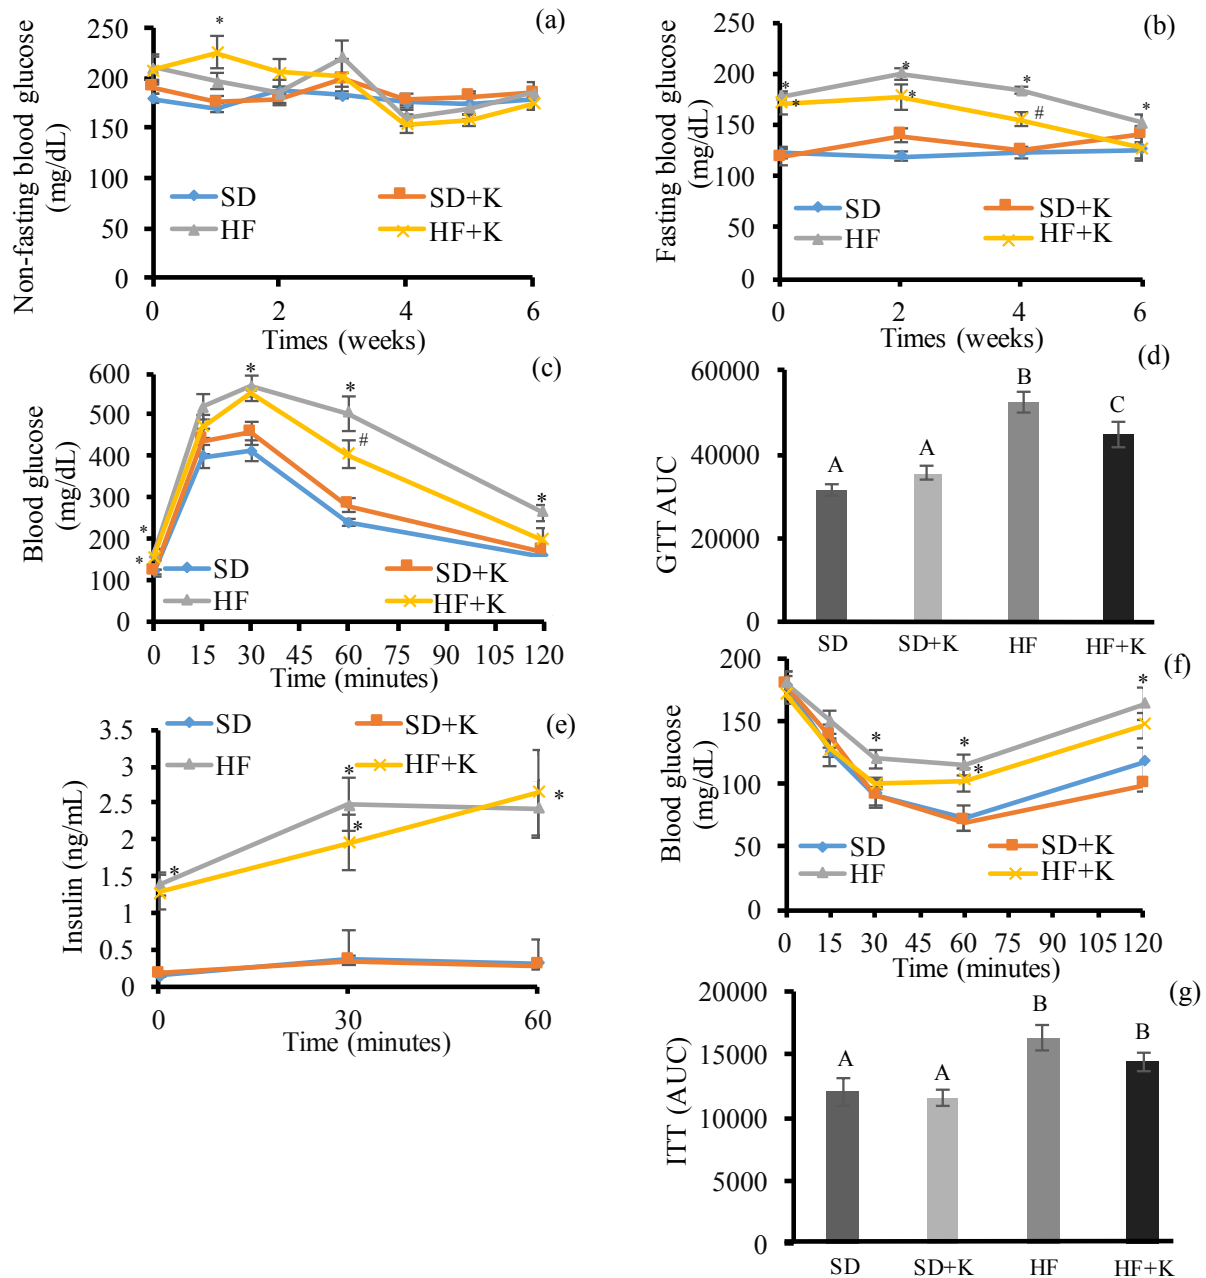 (a)
Non-fasting blood glucose
(mg/dL)
250
200
150
100
50
0
*
SD
SD+K
HF
HF+K
0 2 4 6
Times (weeks)
(b)
Fasting blood glucose
(mg/dL)
250
200
150
100
50
0
* * * * * # *
SD
SD+K
HF
HF+K
0 2 4 6
Times (weeks)
(c)
Blood glucose
(mg/dL)
600
500
400
300
200
100
0
* * * * # *
SD
SD+K
HF
HF+K
0 15 30 45 60 75 90 105 120
Time (minutes)
(d)
GTT AUC
60000
40000
20000
0
A A B C
SD SD+K HF HF+K
(e)
SD
SD+K
HF
HF+K
Insulin (ng/mL)
3.5
3
2.5
2
1.5
1
0.5
0
* * * *
0 30 60
Time (minutes)
(f)
Blood glucose
(mg/dL)
200
150
100
50
0
* * * *
SD
SD+K
HF
HF+K
0 15 30 45 60 75 90 105 120
Time (minutes)
(g)
ITT (AUC)
20000
15000
10000
5000
0
A A B B
SD SD+K HF HF+K